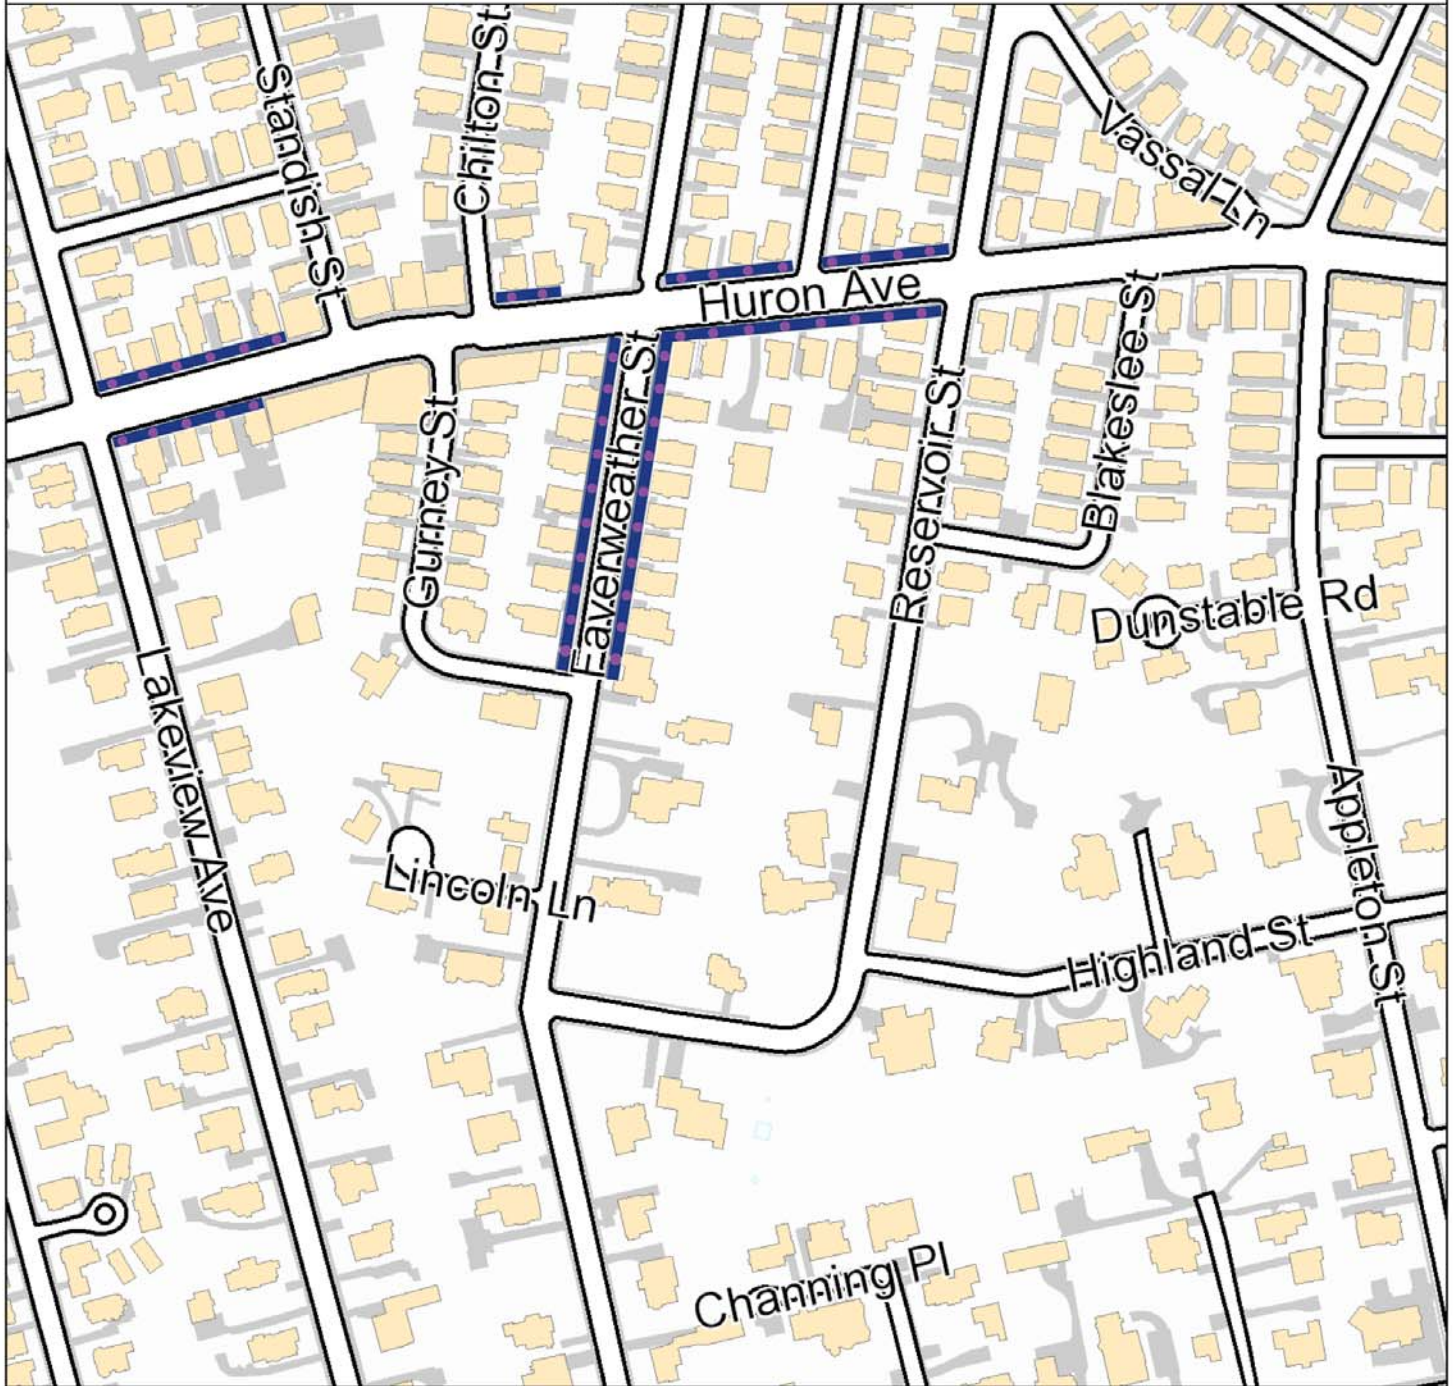 Standish St
Chilton St
Vassal Ln
Huron Ave
Blakeslee St
Gurney St
Faverweather St
Reservoir St
Dunstable Rd
Lakeview Ave
Appleton St
Lincoln Ln
Highland St
Channing Pl